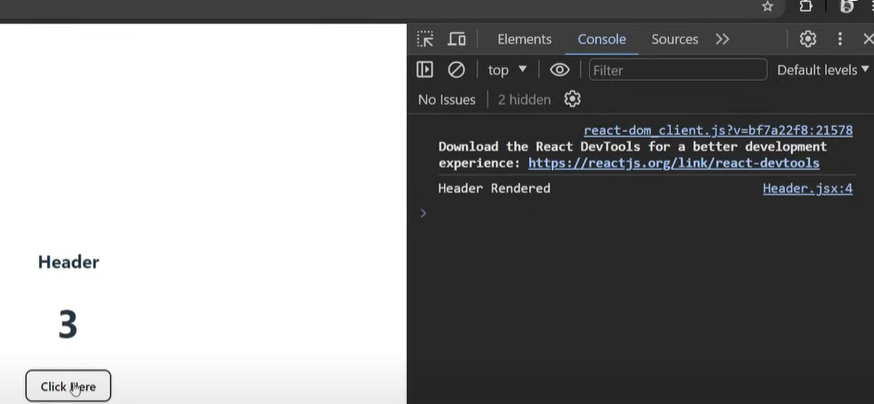 Elements Console Sources
top Filter Default levels
No Issues 2 hidden
react-dom_client.js?v=bf7a22f8:21578
Download the React DevTools for a better development
experience: https://reactjs.org/link/react-devtools
Header Rendered Header.jsx:4
Header
3
Click Here